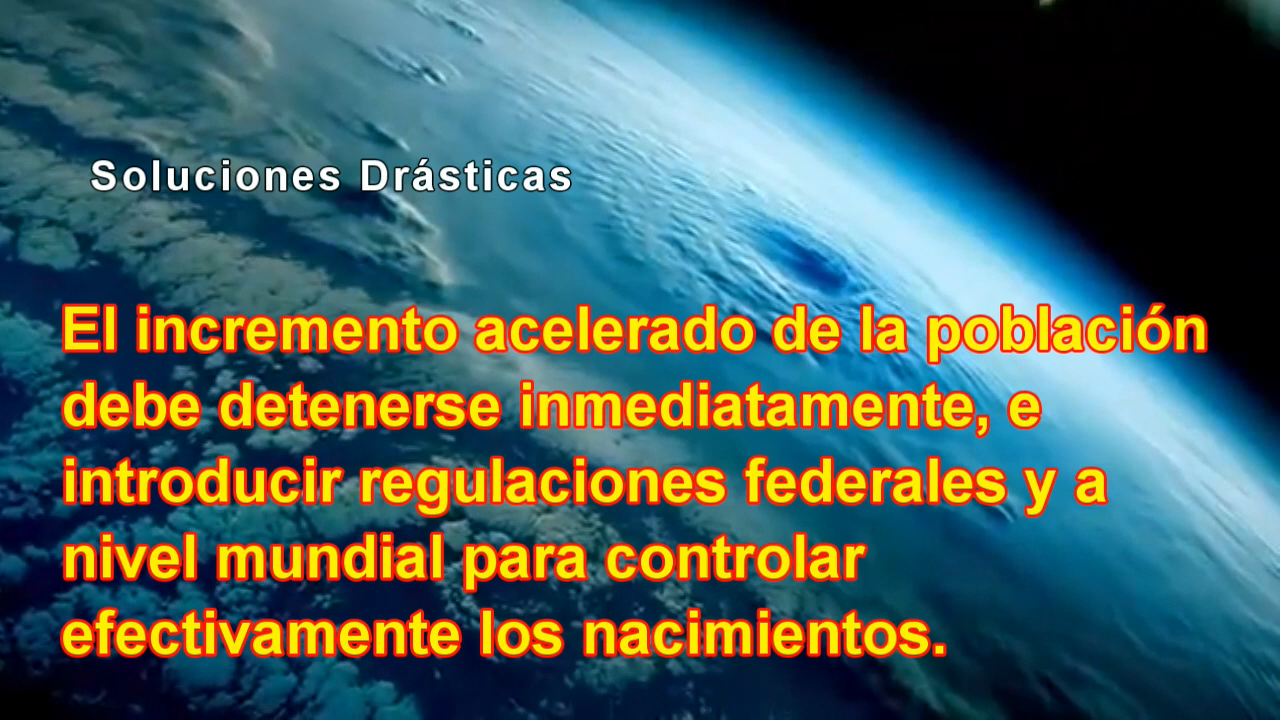 Soluciones Drásticas
El incremento acelerado de la población
debe detenerse inmediatamente, e
introducir regulaciones federales y a
nivel mundial para controlar
efectivamente los nacimientos.